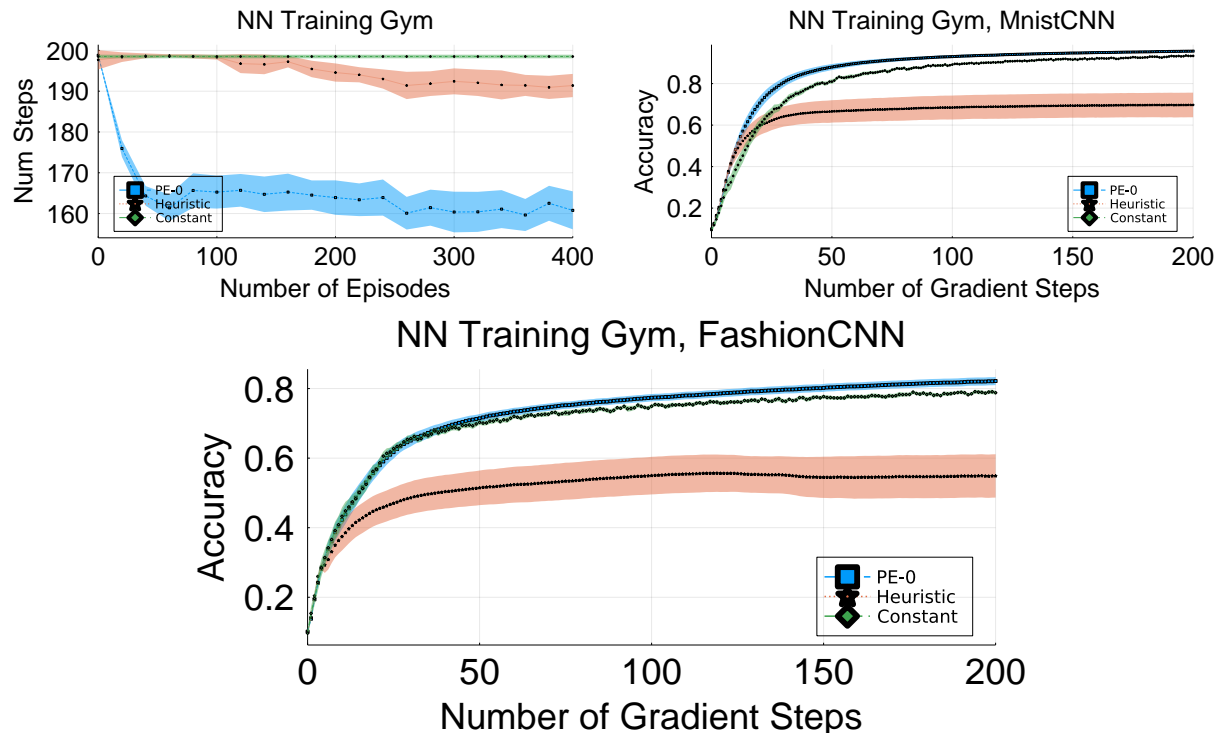 NN Training Gym
Num Steps
200
190
180
170
160
PE-0
Heuristic
Constant
0
100
200
300
400
Number of Episodes
NN Training Gym, MnistCNN
Accuracy
0.8
0.6
0.4
0.2
PE-0
Heuristic
Constant
0
50
100
150
200
Number of Gradient Steps
NN Training Gym, FashionCNN
Accuracy
0.8
0.6
0.4
0.2
PE-0
Heuristic
Constant
0
50
100
150
200
Number of Gradient Steps